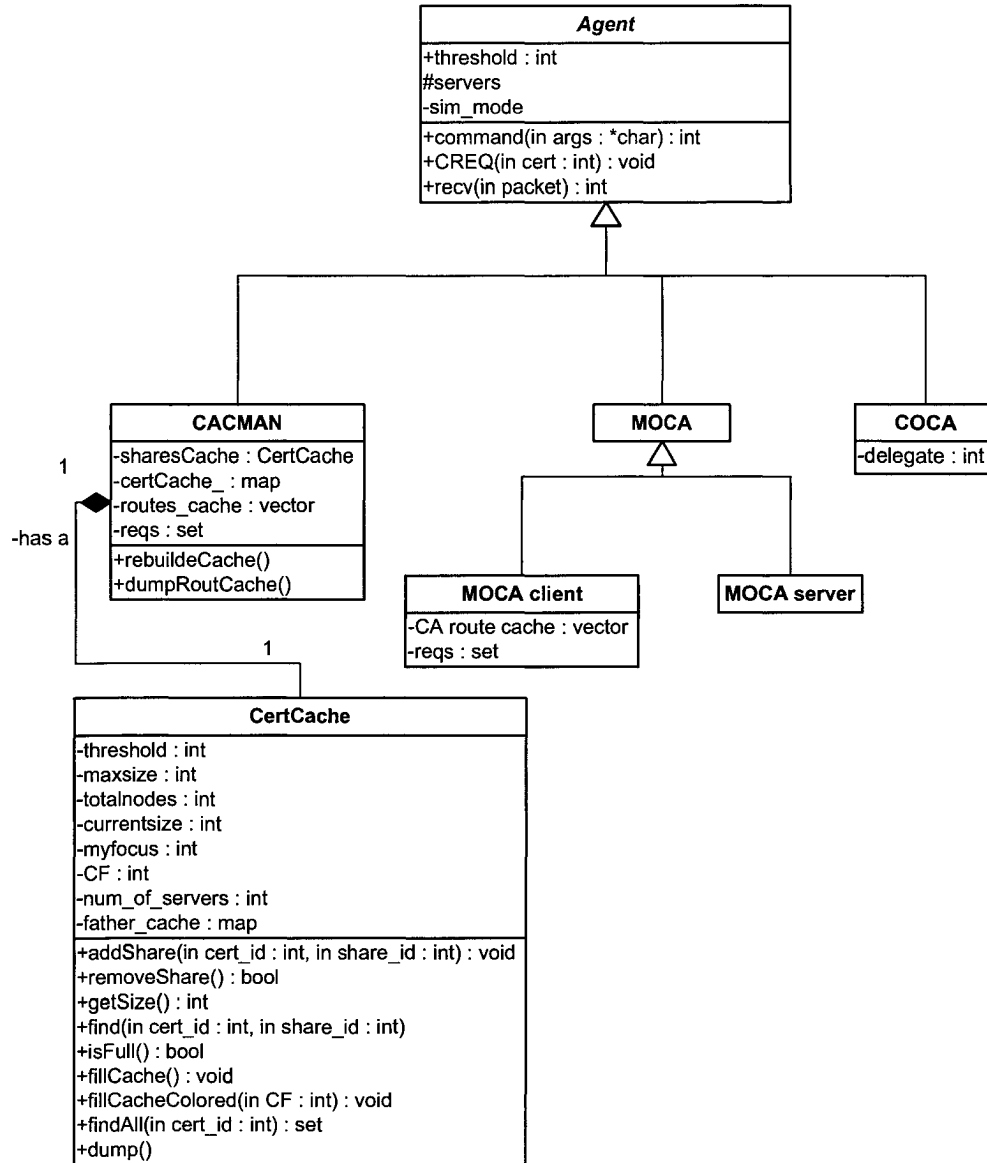 Agent
+threshold : int
#servers
-sim_mode
+command(in args : *char) : int
+CREQ(in cert : int) : void
+recv(in packet) : int
CACMAN
-sharesCache : CertCache
-certCache_ : map
-routes_cache : vector
-reqs : set
+rebuildeCache()
+dumpRoutCache()
MOCA
COCA
-delegate : int
1
-has a
MOCA client
-CA route cache : vector
-reqs : set
MOCA server
1
CertCache
-threshold : int
-maxsize : int
-totalnodes : int
-currentsize : int
-myfocus : int
-CF : int
-num_of_servers : int
-father_cache : map
+addShare(in cert_id : int, in share_id : int) : void
+removeShare() : bool
+getSize() : int
+find(in cert_id : int, in share_id : int)
+isFull() : bool
+fillCache() : void
+fillCacheColored(in CF : int) : void
+findAll(in cert_id : int) : set
+dump()